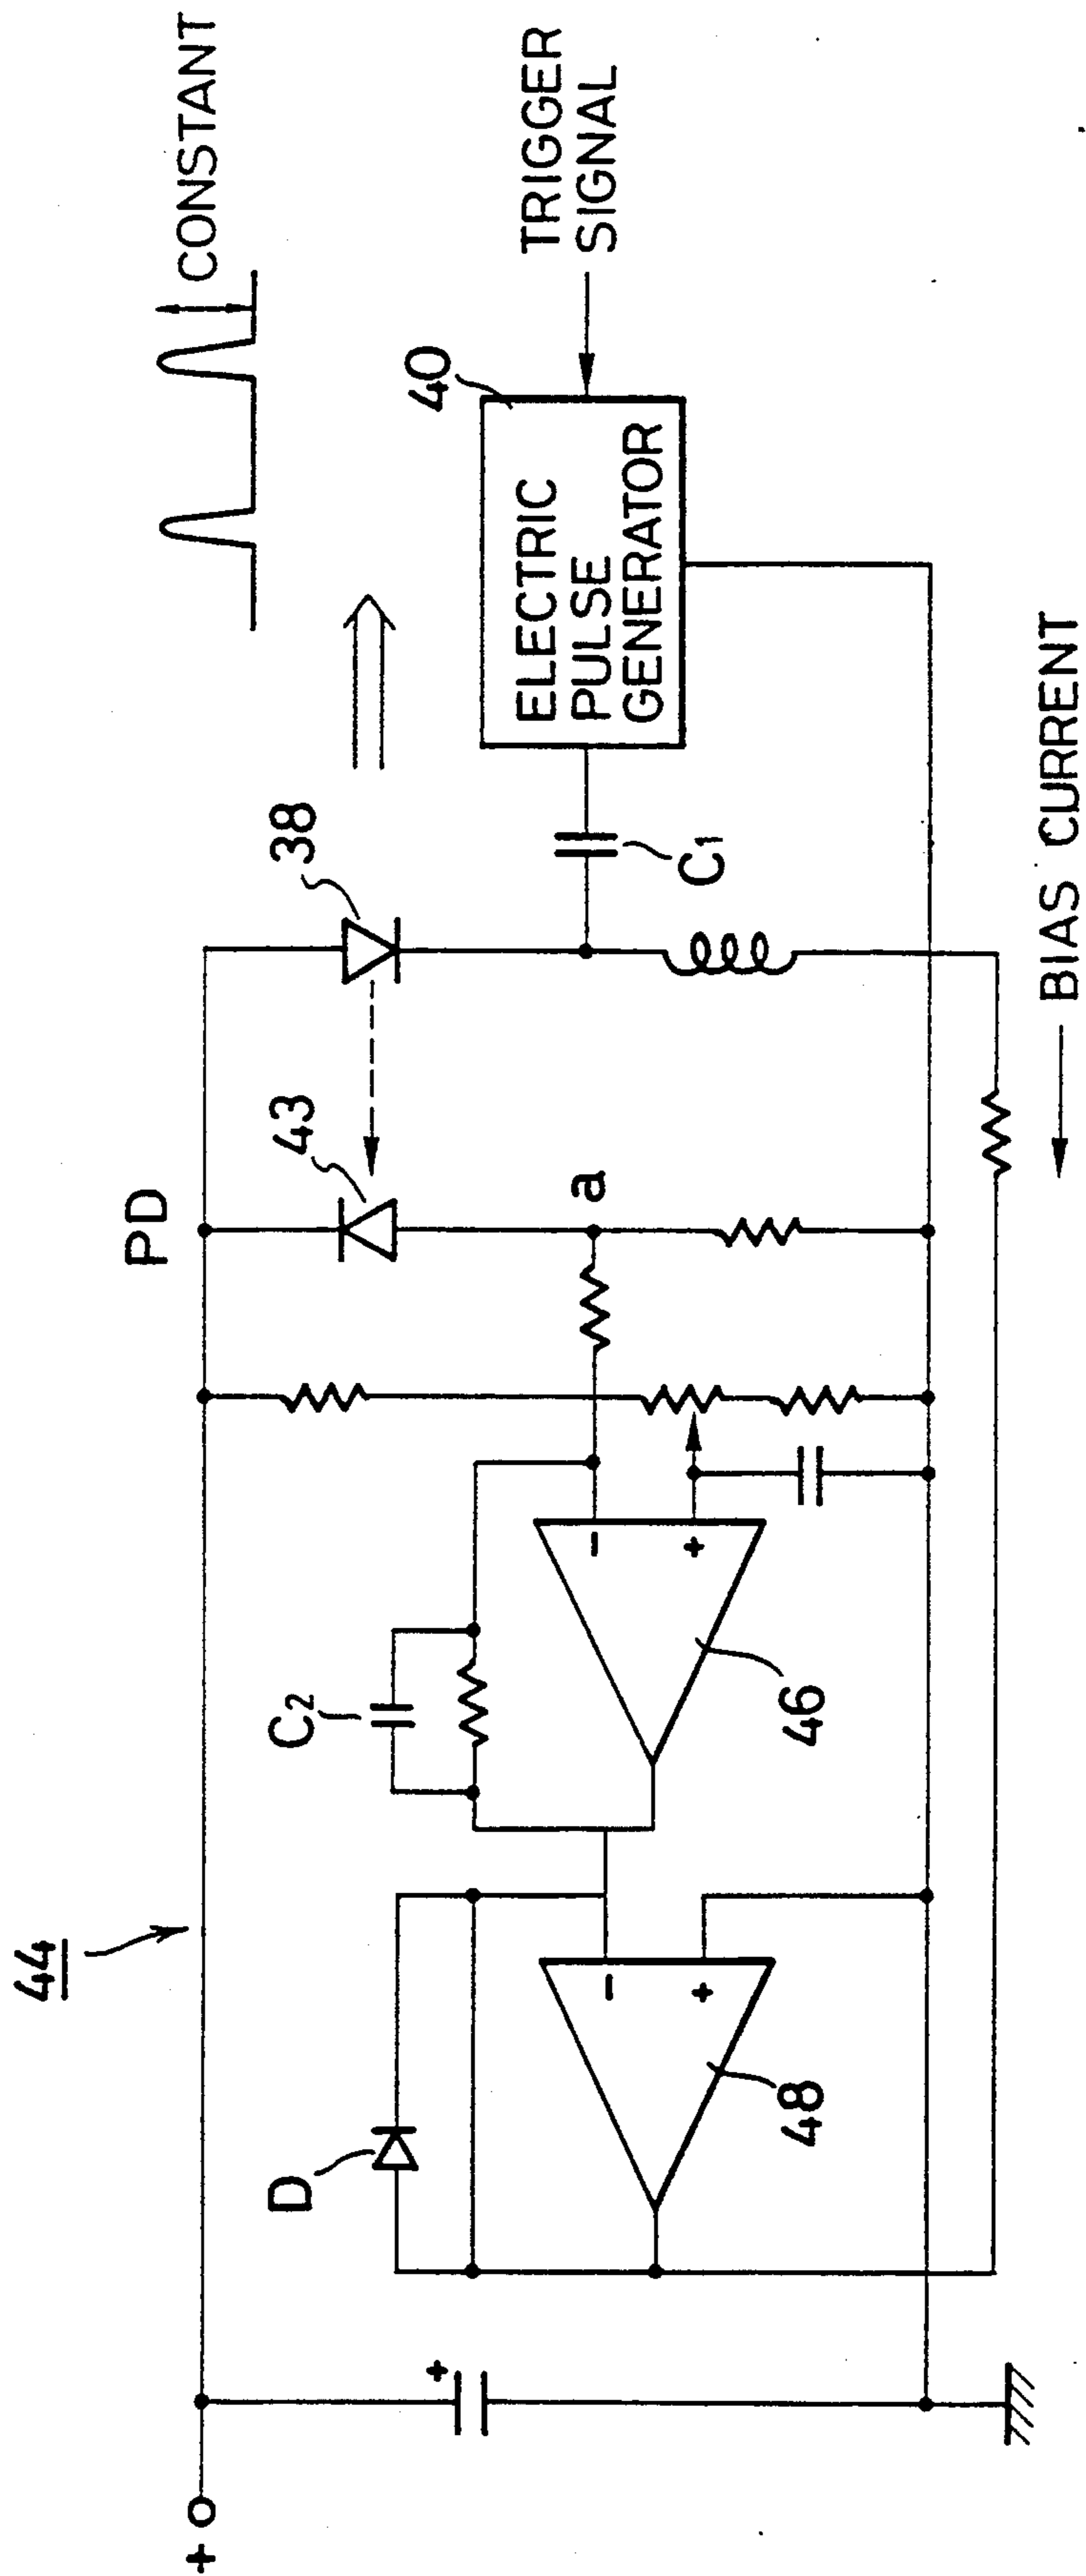 44
PD
CONSTANT
D
C2
43
38
40
a
TRIGGER
SIGNAL
ELECTRIC
PULSE
GENERATOR
C1
-
+
48
-
+
46
+
+
BIAS CURRENT